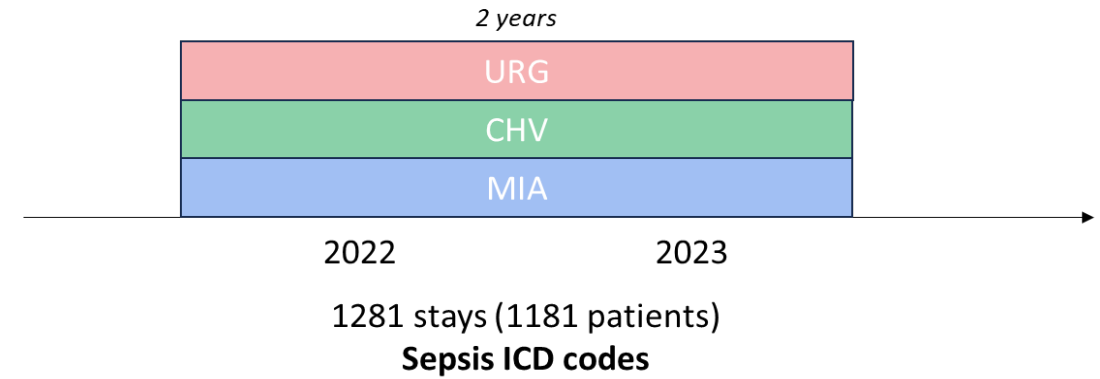 2 years
URG
CHV
MIA
2022 2023
1281 stays (1181 patients)
Sepsis ICD codes